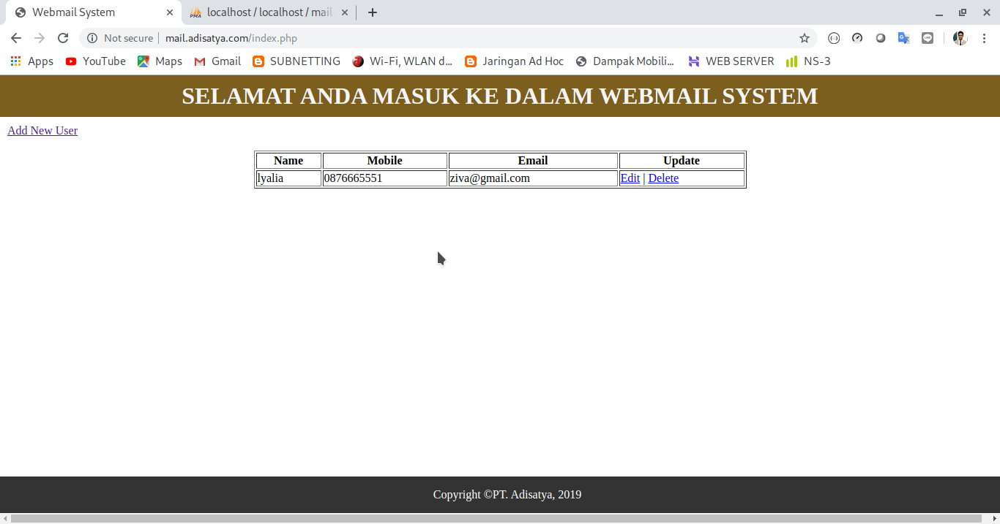 Webmail System
localhost / localhost / mail
Not secure
mail.adisatya.com/index.php
Apps YouTube Maps Gmail SUBNETTING Wi-Fi, WLAN d... Jaringan Ad Hoc Dampak Mobili... WEB SERVER NS-3
SELAMAT ANDA MASUK KE DALAM WEBMAIL SYSTEM
Add New User
Name Mobile Email Update
lyalia 0876665551 ziva@gmail.com Edit | Delete
Copyright ©PT. Adisatya, 2019